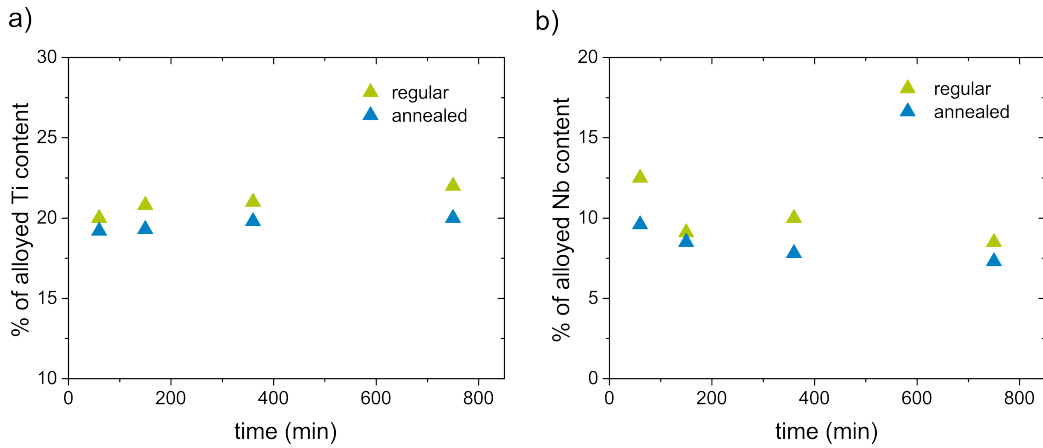 a)
% of alloyed Ti content
30
25
20
15
10
0
200
400
600
800
time (min)
regular
annealed
b)
% of alloyed Nb content
20
15
10
5
0
0
200
400
600
800
time (min)
regular
annealed